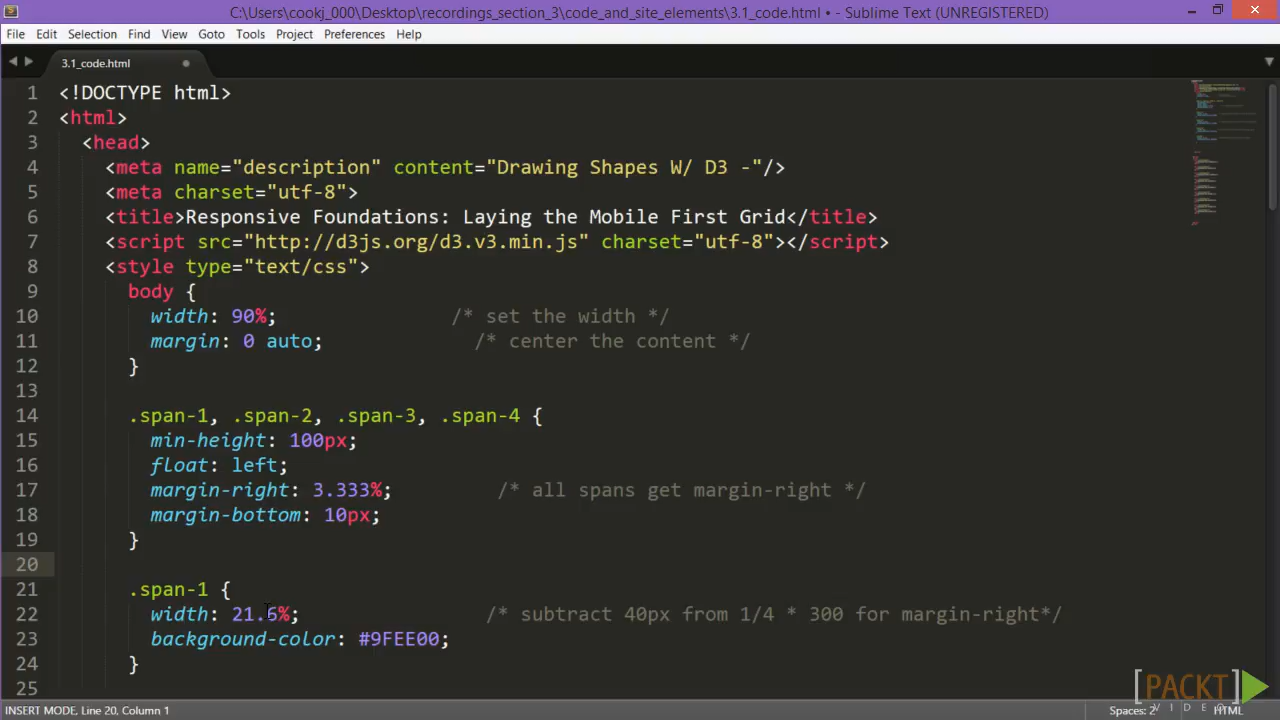 C:\Users\cookj_000\Desktop\recordings_section_3\code_and_site_elements\3.1_code.html • - Sublime Text (UNREGISTERED)
File Edit Selection Find View Goto Tools Project Preferences Help
3.1_code.html
1 <!DOCTYPE html>
2 <html>
3 <head>
4 <meta name="description" content="Drawing Shapes W/ D3 -"/>
5 <meta charset="utf-8">
6 <title>Responsive Foundations: Laying the Mobile First Grid</title>
7 <script src="http://d3js.org/d3.v3.min.js" charset="utf-8"></script>
8 <style type="text/css">
9 body {
10 width: 90%; /* set the width */
11 margin: 0 auto; /* center the content */
12 }
13
14 .span-1, .span-2, .span-3, .span-4 {
15 min-height: 100px;
16 float: left;
17 margin-right: 3.333%; /* all spans get margin-right */
18 margin-bottom: 10px;
19 }
20
21 .span-1 {
22 width: 21.6%; /* subtract 40px from 1/4 * 300 for margin-right*/
23 background-color: #9FEE00;
24 }
25
[PACKT]
VIDEO
INSERT MODE, Line 20, Column 1 Spaces: 2 HTML